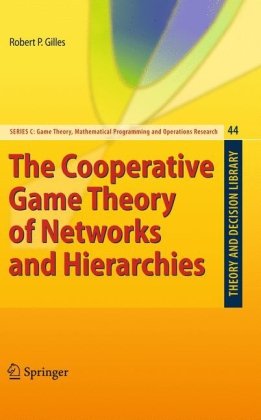 Robert P. Gilles
SERIES C: Game Theory, Mathematical Programming and Operations Research
44
The Cooperative
Game Theory
of Networks
and Hierarchies
THEORY AND DECISION LIBRARY
Springer